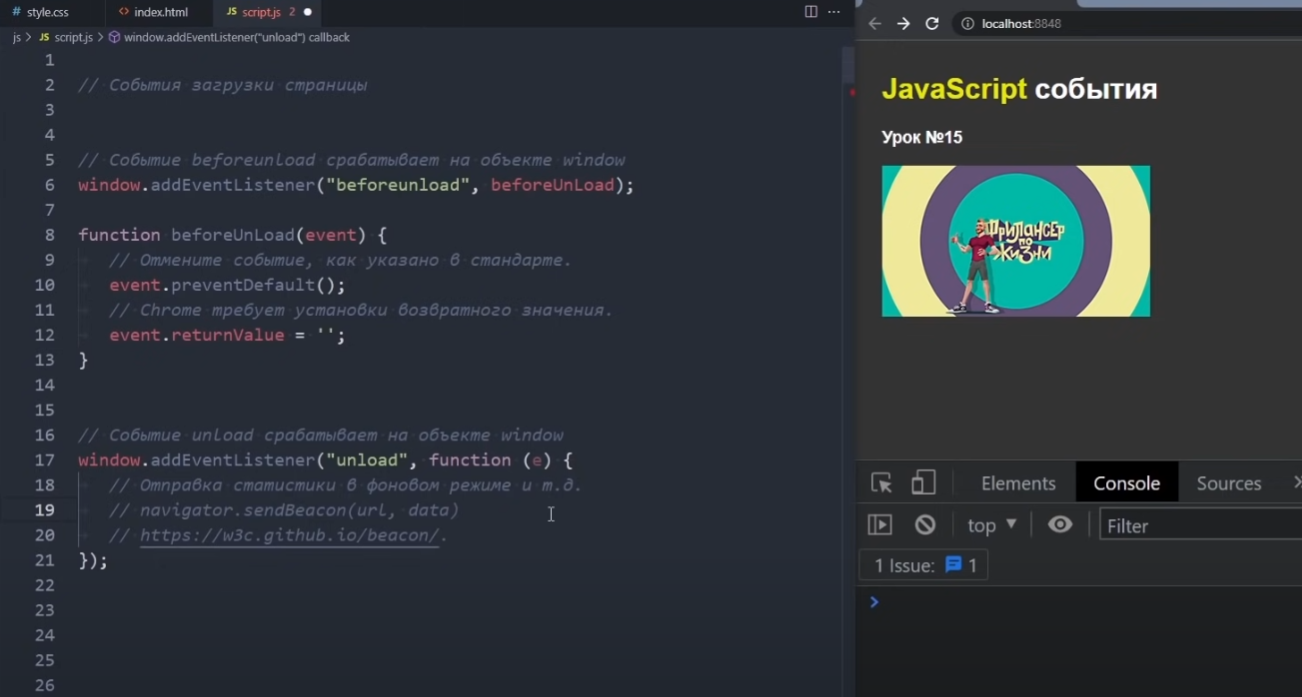 # style.css
<> index.html
JS script.js 2
js > JS script.js > window.addEventListener("unload") callback
1
2 // События загрузки страницы
3
4
5 // Событие beforeunload срабатывает на объекте window
6 window.addEventListener("beforeunload", beforeUnLoad);
7
8 function beforeUnLoad(event) {
9 // Отмените событие, как указано в стандарте.
10 event.preventDefault();
11 // Chrome требует установки возвратного значения.
12 event.returnValue = '';
13 }
14
15
16 // Событие unload срабатывает на объекте window
17 window.addEventListener("unload", function (e) {
18 // Отправка статистики в фоновом режиме и т.д.
19 // navigator.sendBeacon(url, data)
20 // https://w3c.github.io/beacon/.
21 });
22
23
24
25
26
localhost:8848
JavaScript события
Урок №15
Фрилансер
по
жизни
Elements Console Sources
top Filter
1 Issue: 1